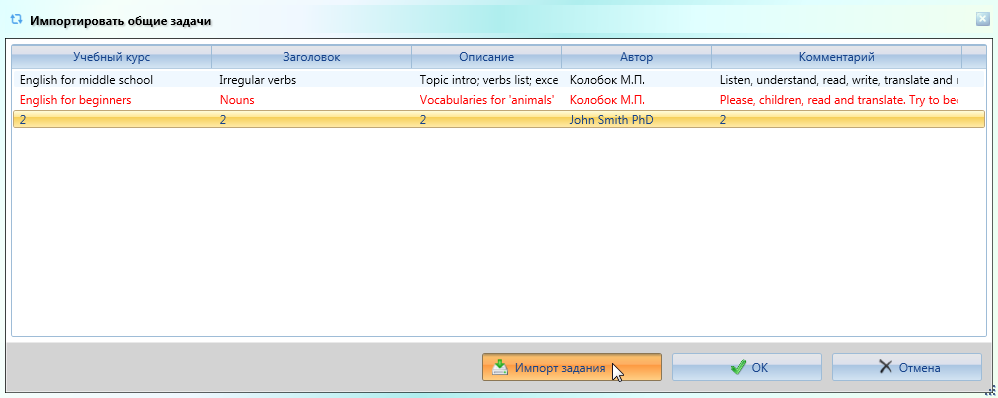 Импортировать общие задачи
Учебный курс Заголовок Описание Автор Комментарий
English for middle school Irregular verbs Topic intro; verbs list; exce Колобок М.П. Listen, understand, read, write, translate and
English for beginners Nouns Vocabularies for 'animals' Колобок М.П. Please, children, read and translate. Try to be
2 2 2 John Smith PhD 2
Импорт задания OK Отмена